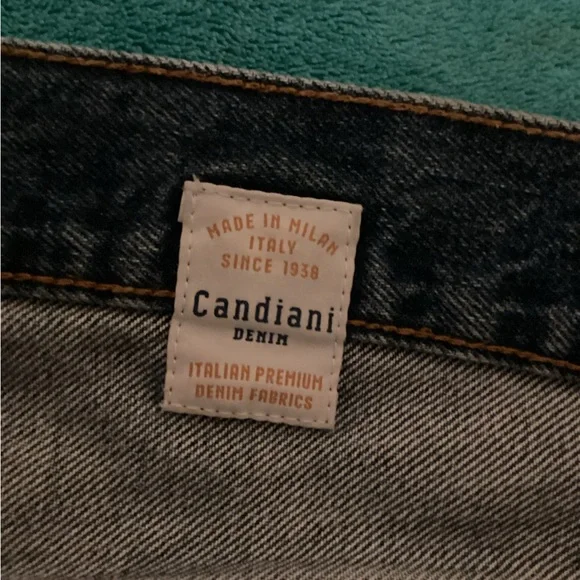 MADE IN MILAN
ITALY
SINCE 1938
Candiani
DENIM
ITALIAN PREMIUM
DENIM FABRICS